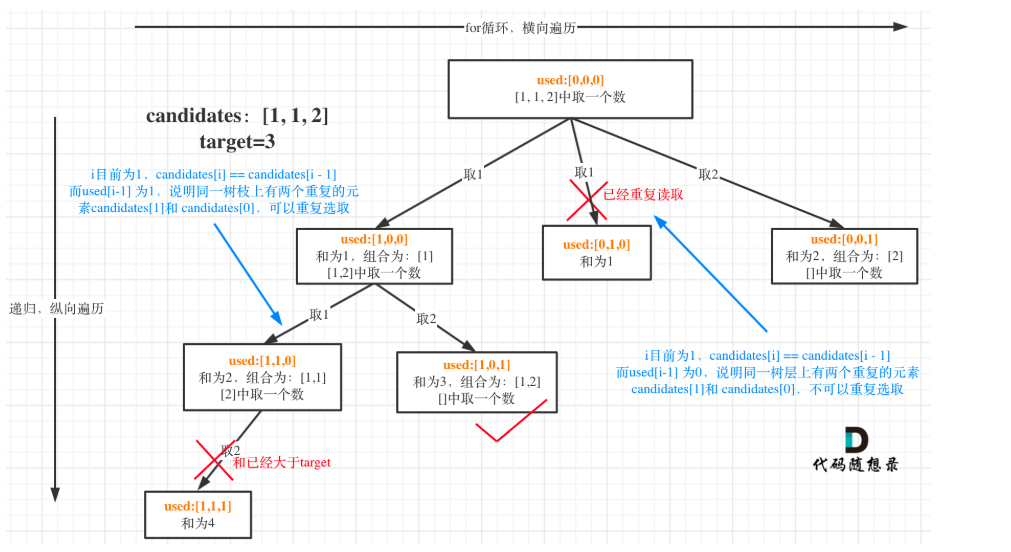 for循环，横向遍历
used:[0,0,0]
[1, 1, 2]中取一个数
candidates：[1, 1, 2]
target=3
i目前为1，candidates[i] == candidates[i - 1]
而used[i-1] 为1，说明同一树枝上有两个重复的元
素candidates[1]和 candidates[0]，可以重复选取
取1
取1
取2
已经重复读取
used:[1,0,0]
和为1，组合为：[1]
[1,2]中取一个数
used:[0,1,0]
和为1
used:[0,0,1]
和为2，组合为：[2]
[]中取一个数
递归，纵向遍历
取1
取2
used:[1,1,0]
和为2，组合为：[1,1]
[2]中取一个数
used:[1,0,1]
和为3，组合为：[1,2]
[]中取一个数
i目前为1，candidates[i] == candidates[i - 1]
而used[i-1] 为0，说明同一树层上有两个重复的元素
candidates[1]和 candidates[0]，不可以重复选取
取2
和已经大于target
代码随想录
used:[1,1,1]
和为4